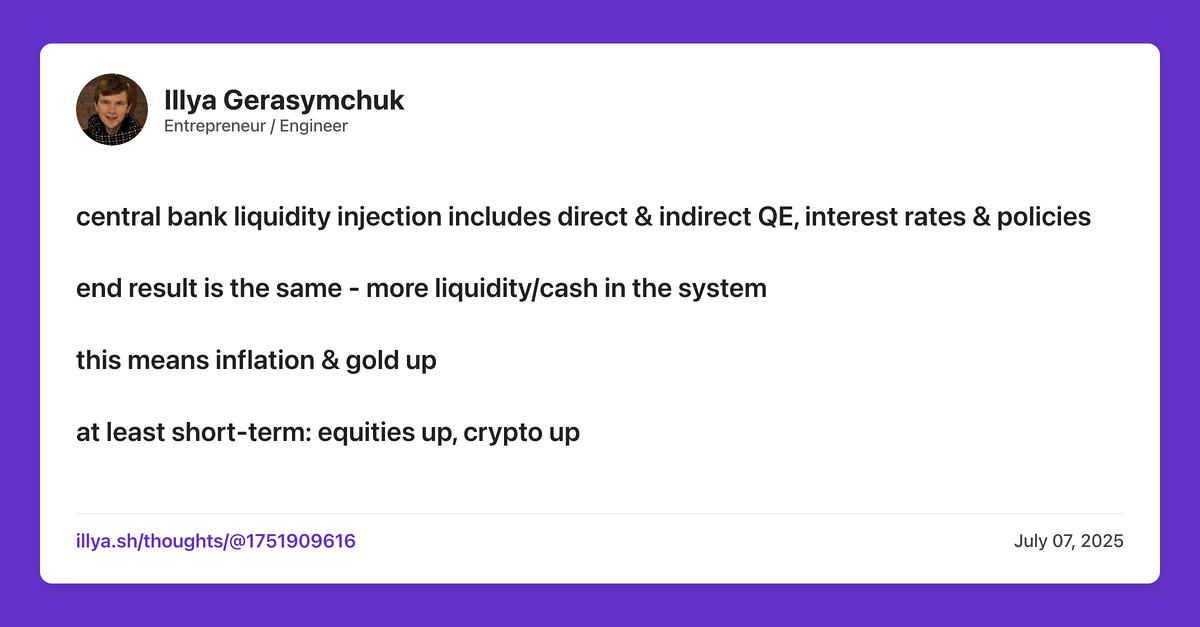 Illya Gerasymchuk
Entrepreneur / Engineer
central bank liquidity injection includes direct & indirect QE, interest rates & policies
end result is the same - more liquidity/cash in the system
this means inflation & gold up
at least short-term: equities up, crypto up
illya.sh/thoughts/@1751909616
July 07, 2025